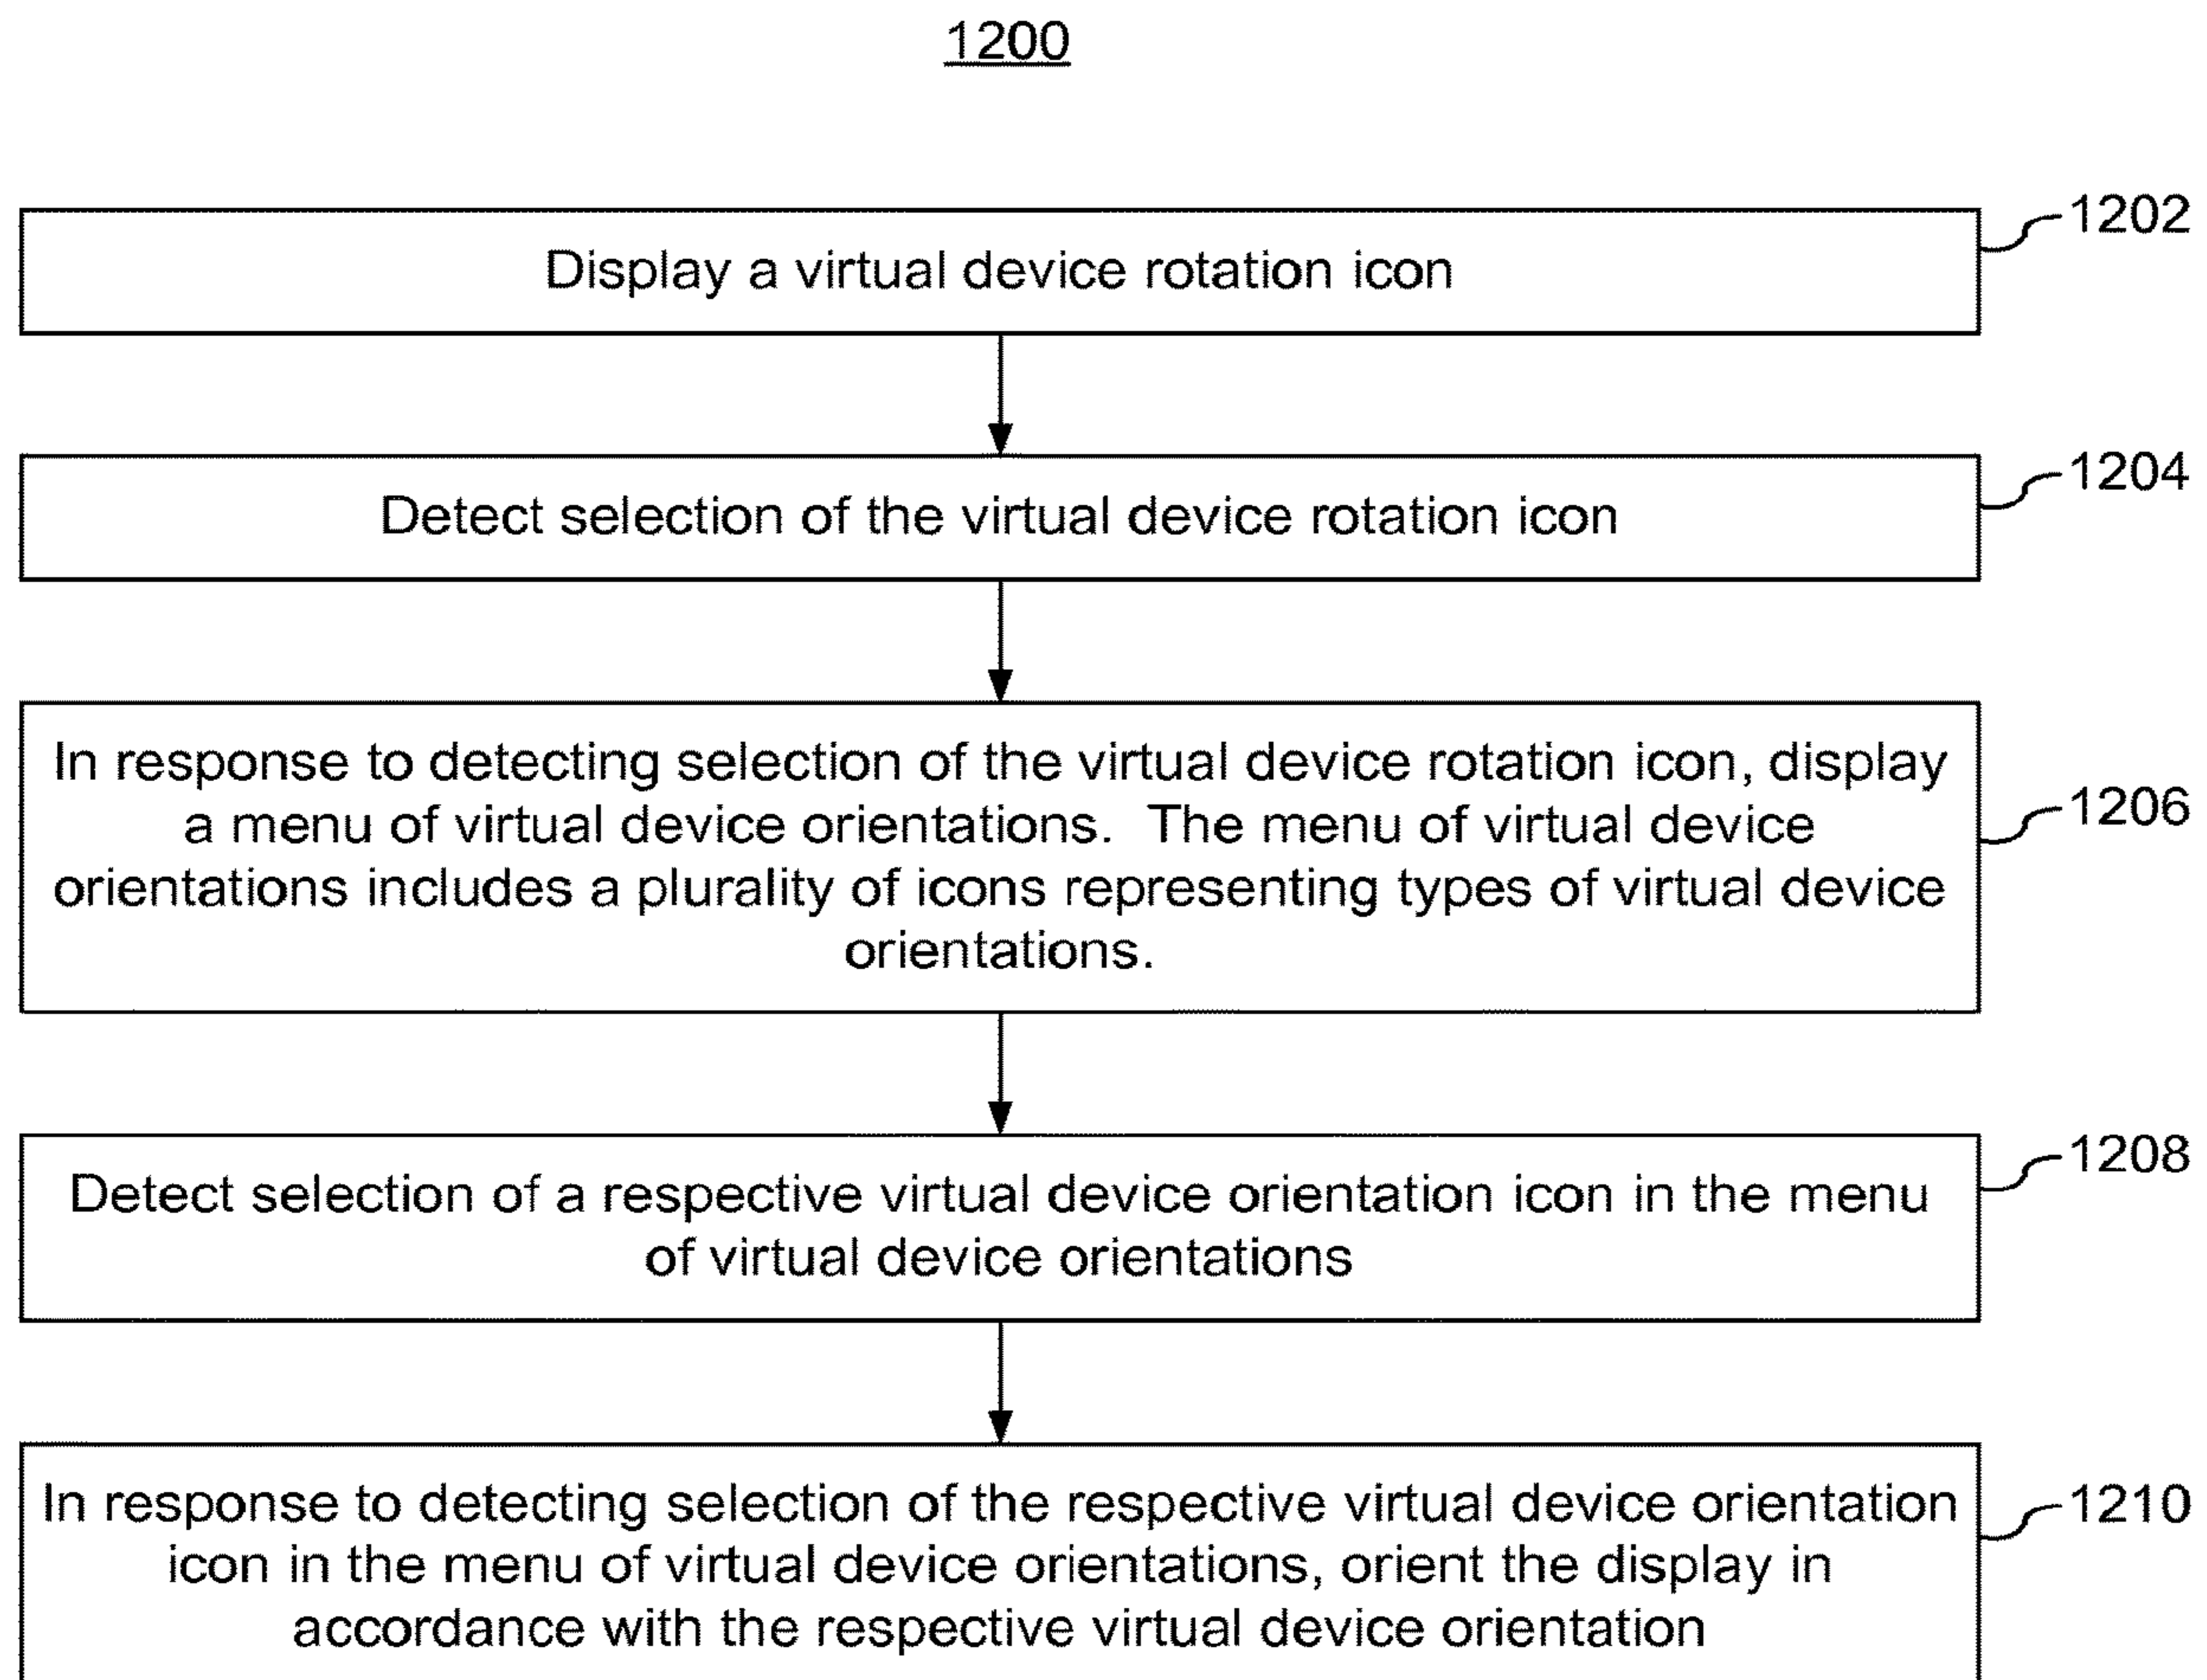 1200
Display a virtual device rotation icon
1202
Detect selection of the virtual device rotation icon
1204
In response to detecting selection of the virtual device rotation icon, display
a menu of virtual device orientations. The menu of virtual device
orientations includes a plurality of icons representing types of virtual device
orientations.
1206
Detect selection of a respective virtual device orientation icon in the menu
of virtual device orientations
1208
In response to detecting selection of the respective virtual device orientation
icon in the menu of virtual device orientations, orient the display in
accordance with the respective virtual device orientation
1210